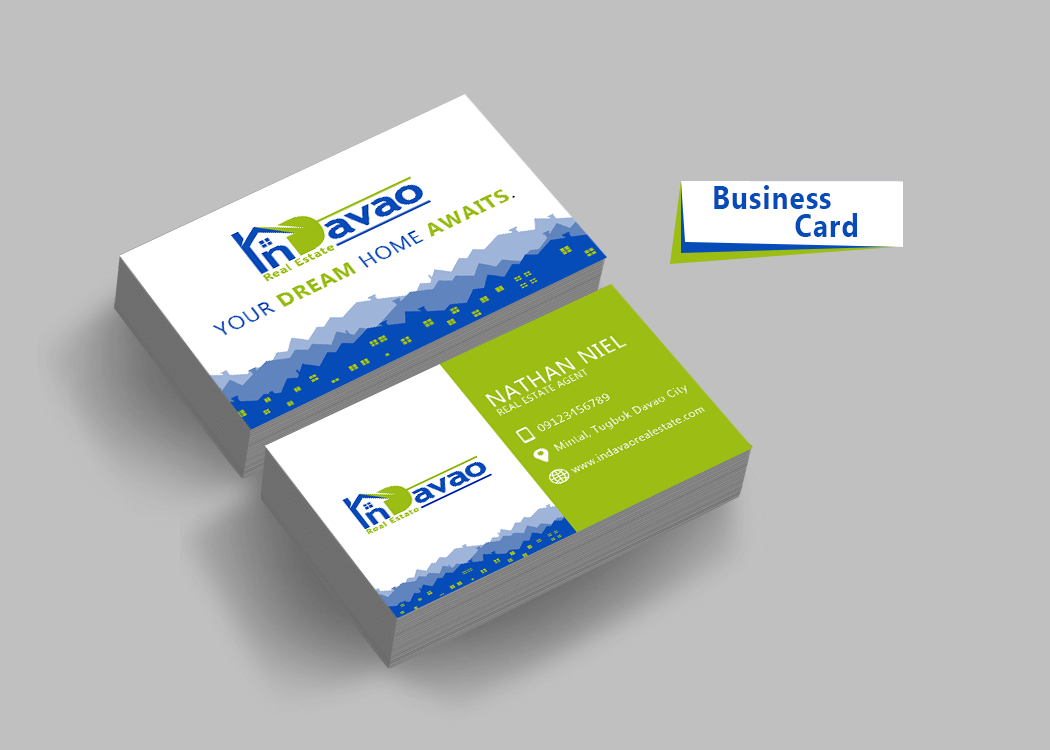 InDavao
Real Estate
YOUR DREAM HOME AWAITS.
Business
Card
NATHAN NIEL
REAL ESTATE AGENT
09123456789
Mintal, Tugbok Davao City
www.indavaorealestate.com
InDavao
Real Estate